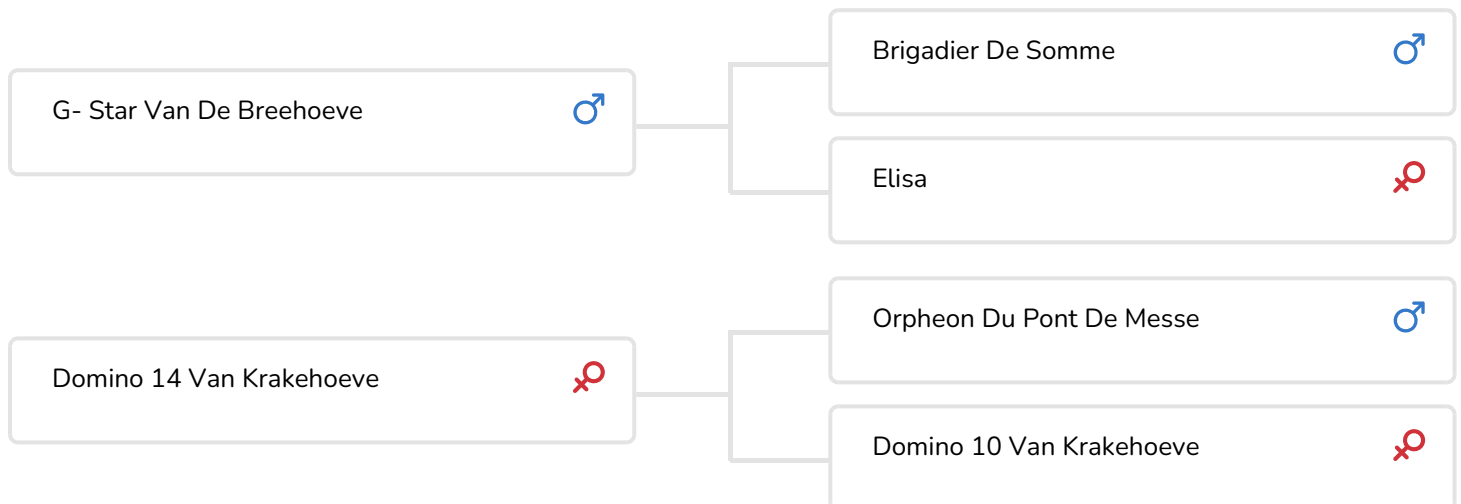 Brigadier De Somme
G- Star Van De Breehoeve
Elisa
Orpheon Du Pont De Messe
Domino 14 Van Krakehoeve
Domino 10 Van Krakehoeve